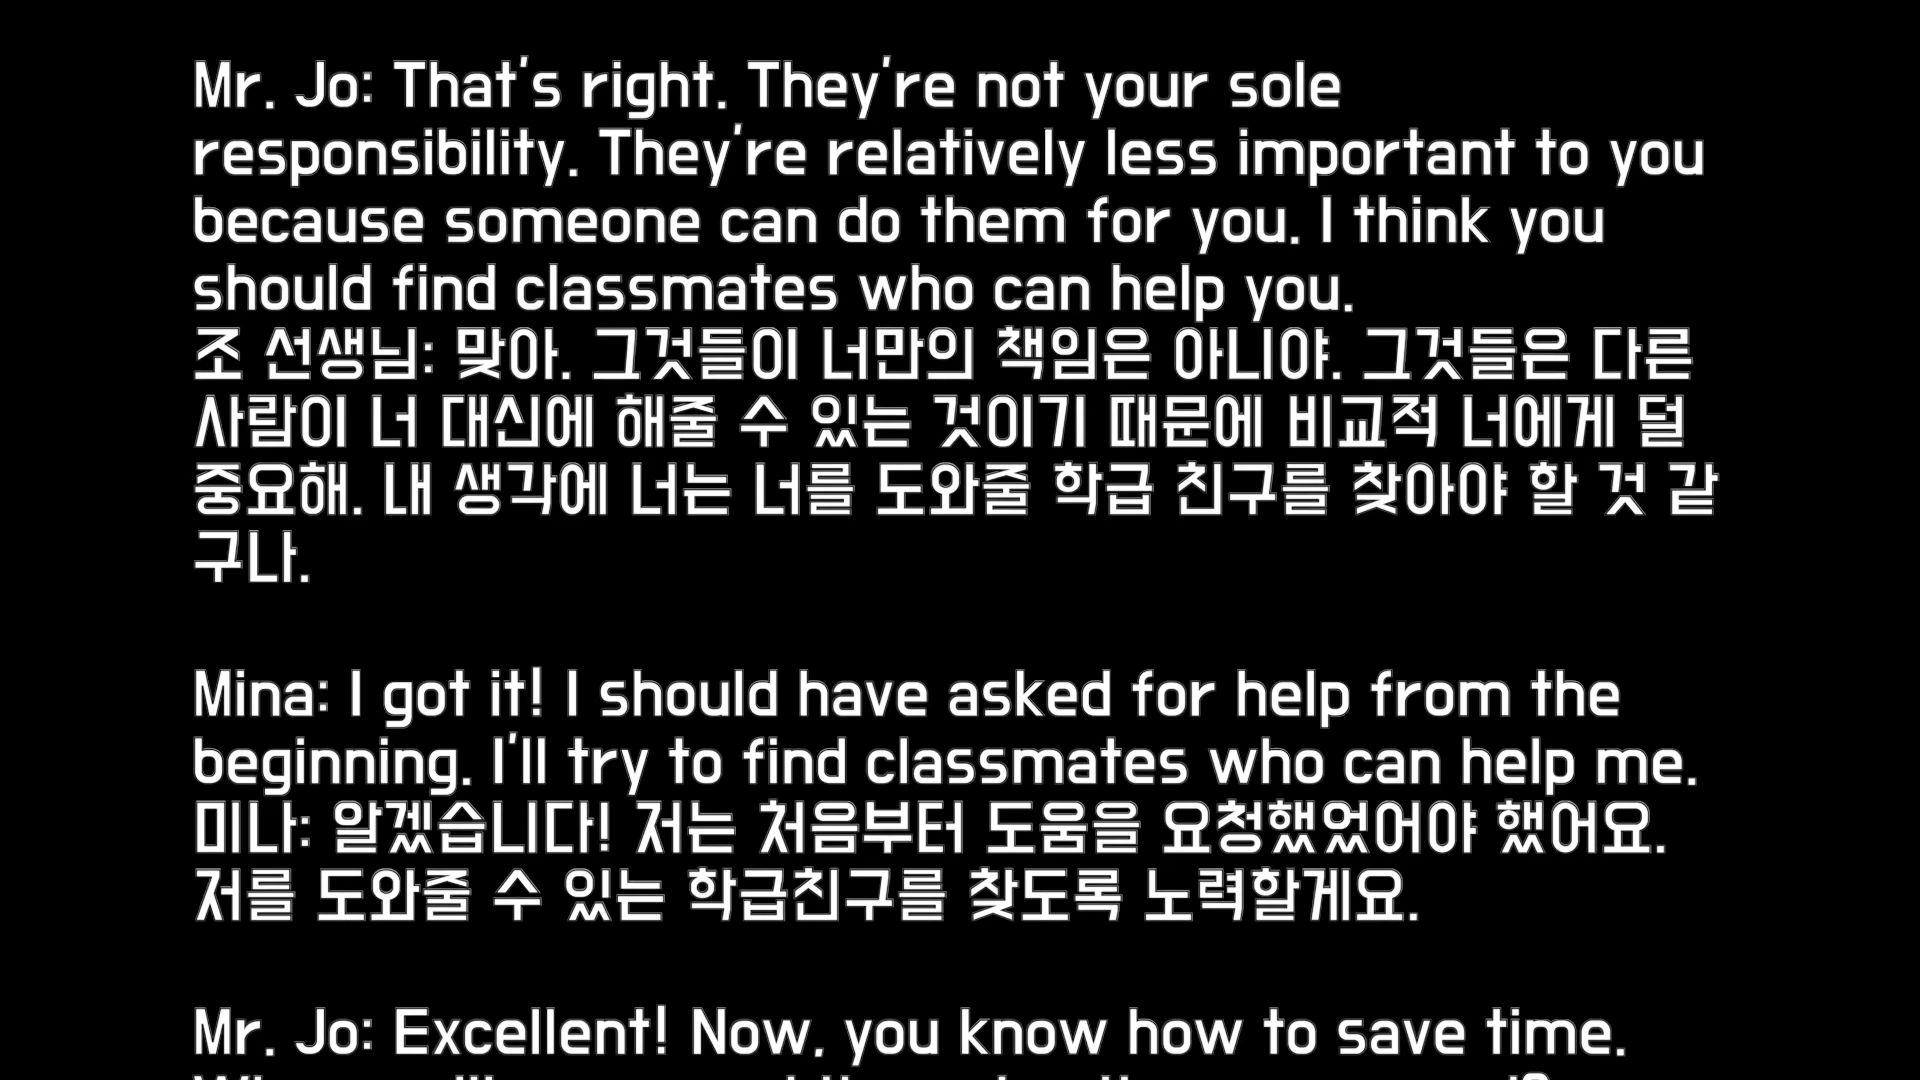 Mr. Jo: That's right. They're not your sole
responsibility. They're relatively less important to you
because someone can do them for you. I think you
should find classmates who can help you.
조 선생님: 맞아. 그것들이 너만의 책임은 아니야. 그것들은 다른
사람이 너 대신에 해줄 수 있는 것이기 때문에 비교적 너에게 덜
중요해. 내 생각에 너는 너를 도와줄 학급 친구를 찾아야 할 것 같
구나.
Mina: I got it! I should have asked for help from the
beginning. I'll try to find classmates who can help me.
미나: 알겠습니다! 저는 처음부터 도움을 요청했었어야 했어요.
저를 도와줄 수 있는 학급친구를 찾도록 노력할게요.
Mr. Jo: Excellent! Now, you know how to save time.